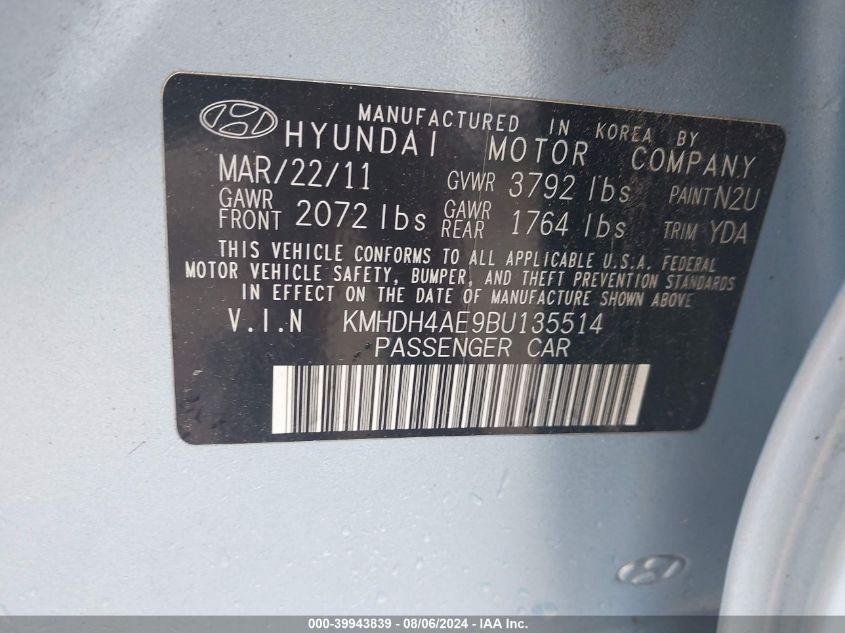 MANUFACTURED IN KOREA BY
HYUNDAI MOTOR COMPANY
MAR/22/11 GVWR 3792 lbs PAINT N2U
GAWR FRONT 2072 lbs GAWR REAR 1764 lbs TRIM YDA
THIS VEHICLE CONFORMS TO ALL APPLICABLE U.S.A. FEDERAL
MOTOR VEHICLE SAFETY, BUMPER, AND THEFT PREVENTION STANDARDS
IN EFFECT ON THE DATE OF MANUFACTURE SHOWN ABOVE
V.I.N KMHDH4AE9BU135514
PASSENGER CAR
000-39943839 - 08/06/2024 - IAA Inc.